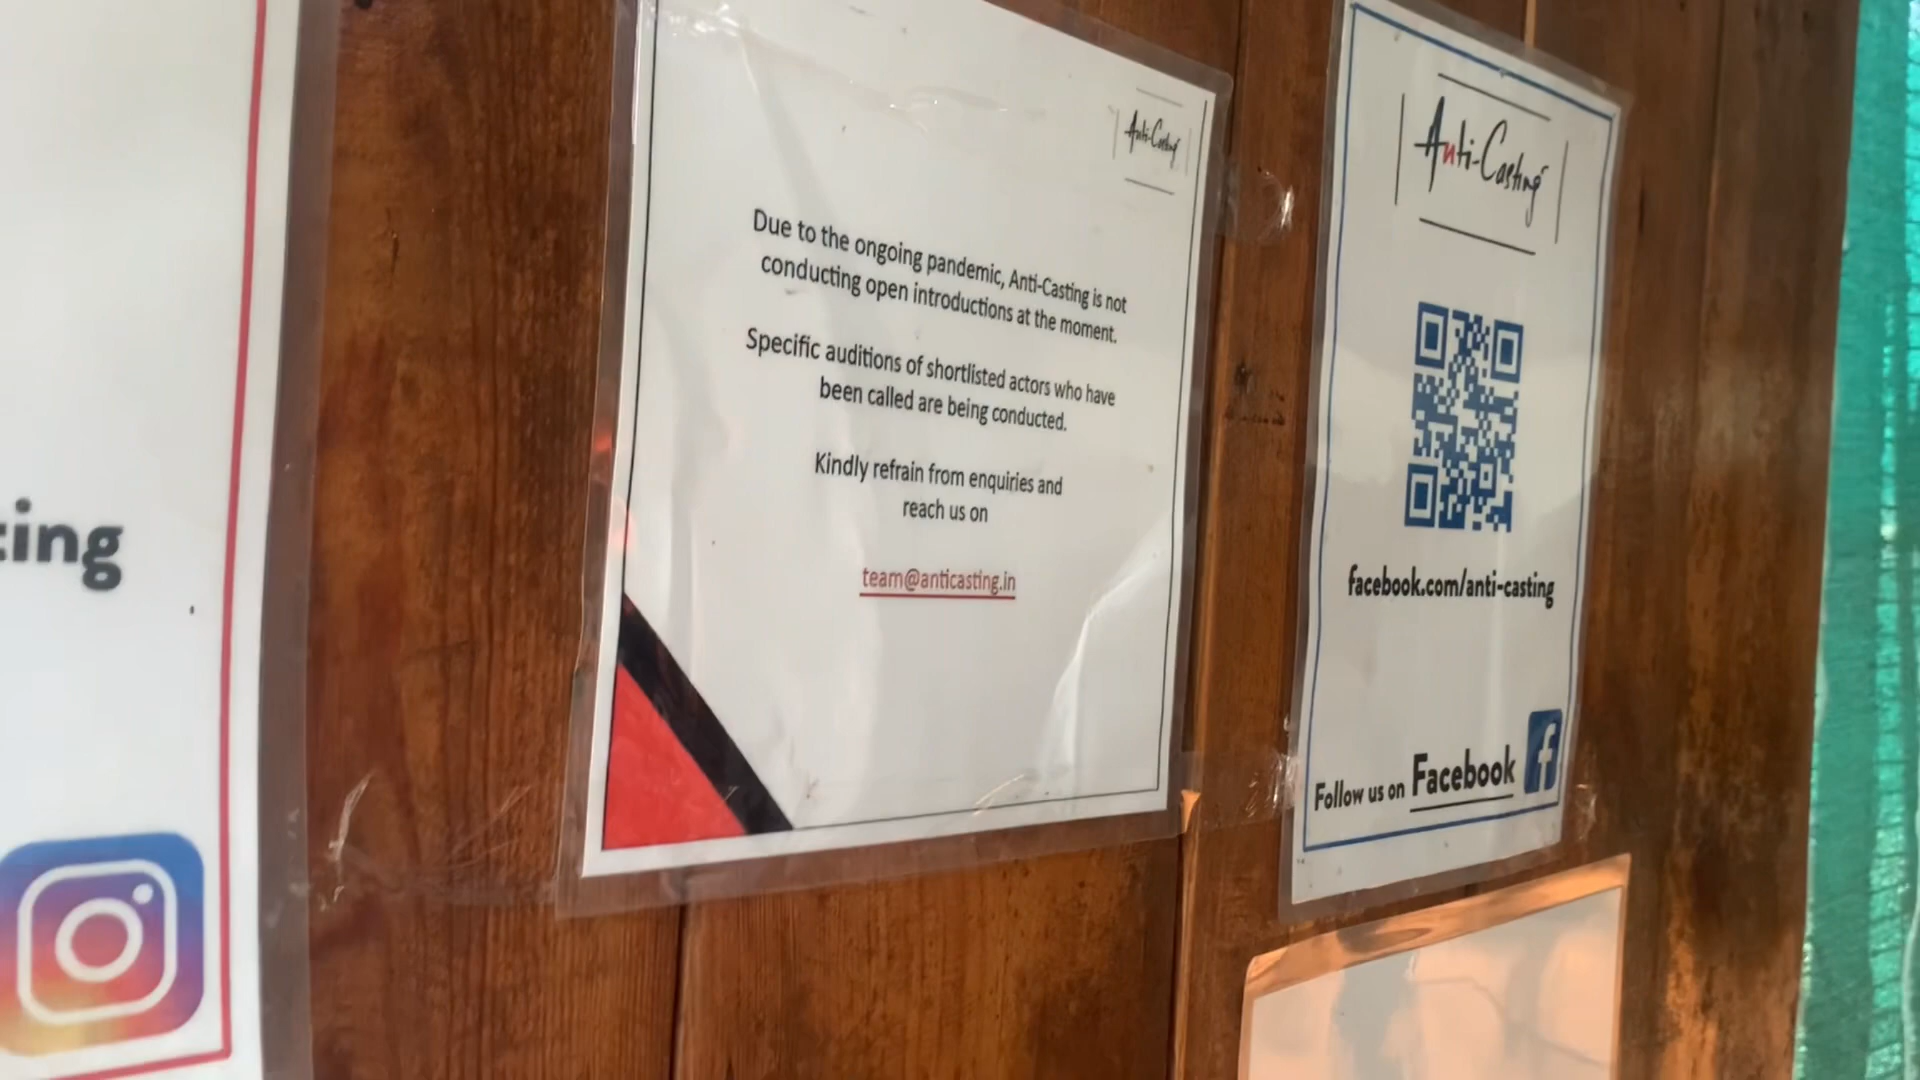 ting
Anti-Casting
Due to the ongoing pandemic, Anti-Casting is not
conducting open introductions at the moment.
Specific auditions of shortlisted actors who have
been called are being conducted.
Kindly refrain from enquiries and
reach us on
team@anticasting.in
Anti-Casting
facebook.com/anti-casting
Follow us on Facebook